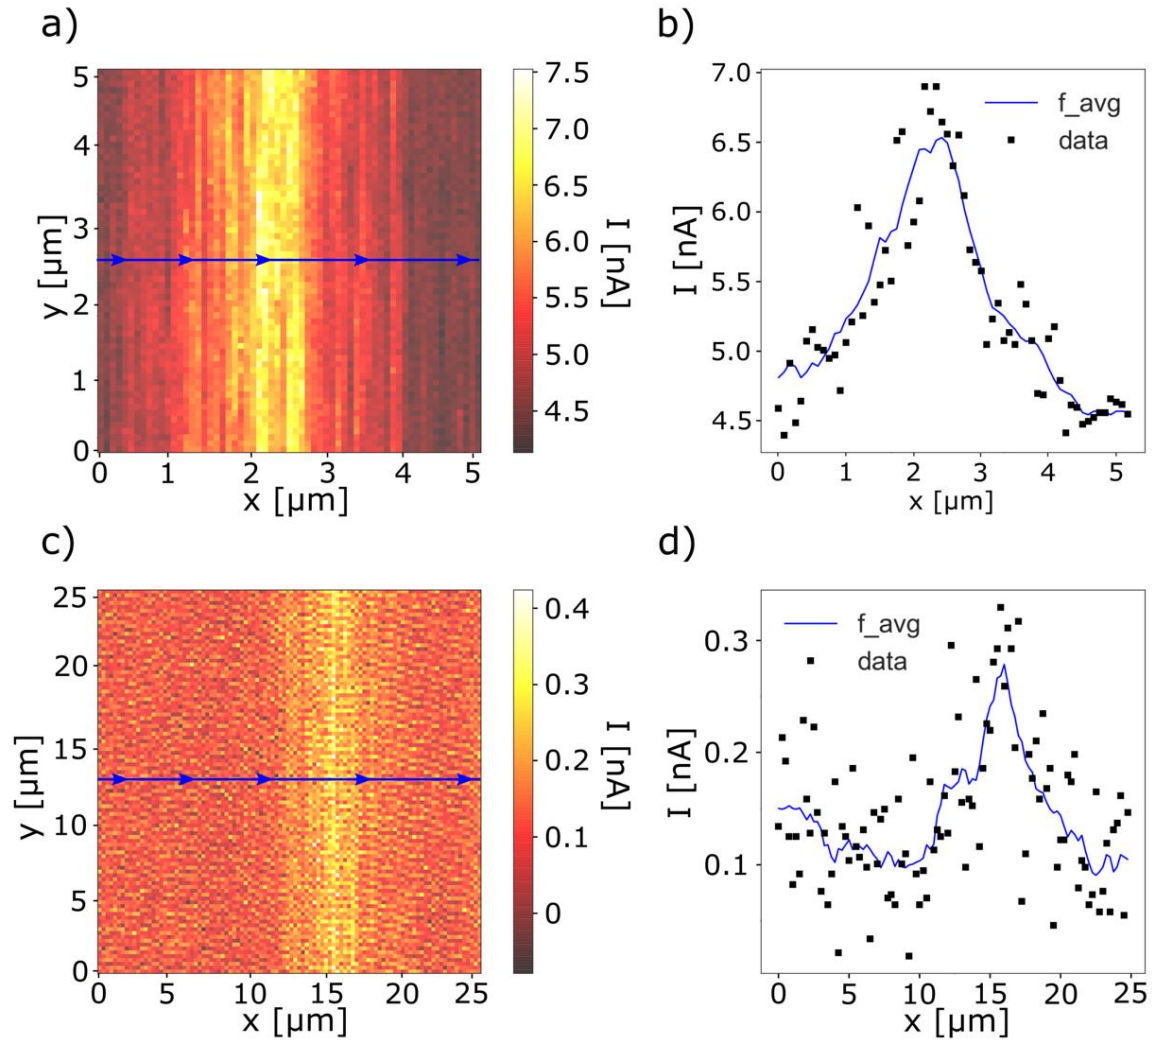 a)
5
4
3
2
1
0
y [µm]
0 1 2 3 4 5
x [µm]
7.5
7.0
6.5
6.0
5.5
5.0
4.5
I [nA]
b)
7.0
6.5
6.0
5.5
5.0
4.5
I [nA]
f_avg
data
0 1 2 3 4 5
x [µm]
c)
25
20
15
10
5
0
y [µm]
0 5 10 15 20 25
x [µm]
0.4
0.3
0.2
0.1
0
I [nA]
d)
0.3
0.2
0.1
I [nA]
f_avg
data
0 5 10 15 20 25
x [µm]